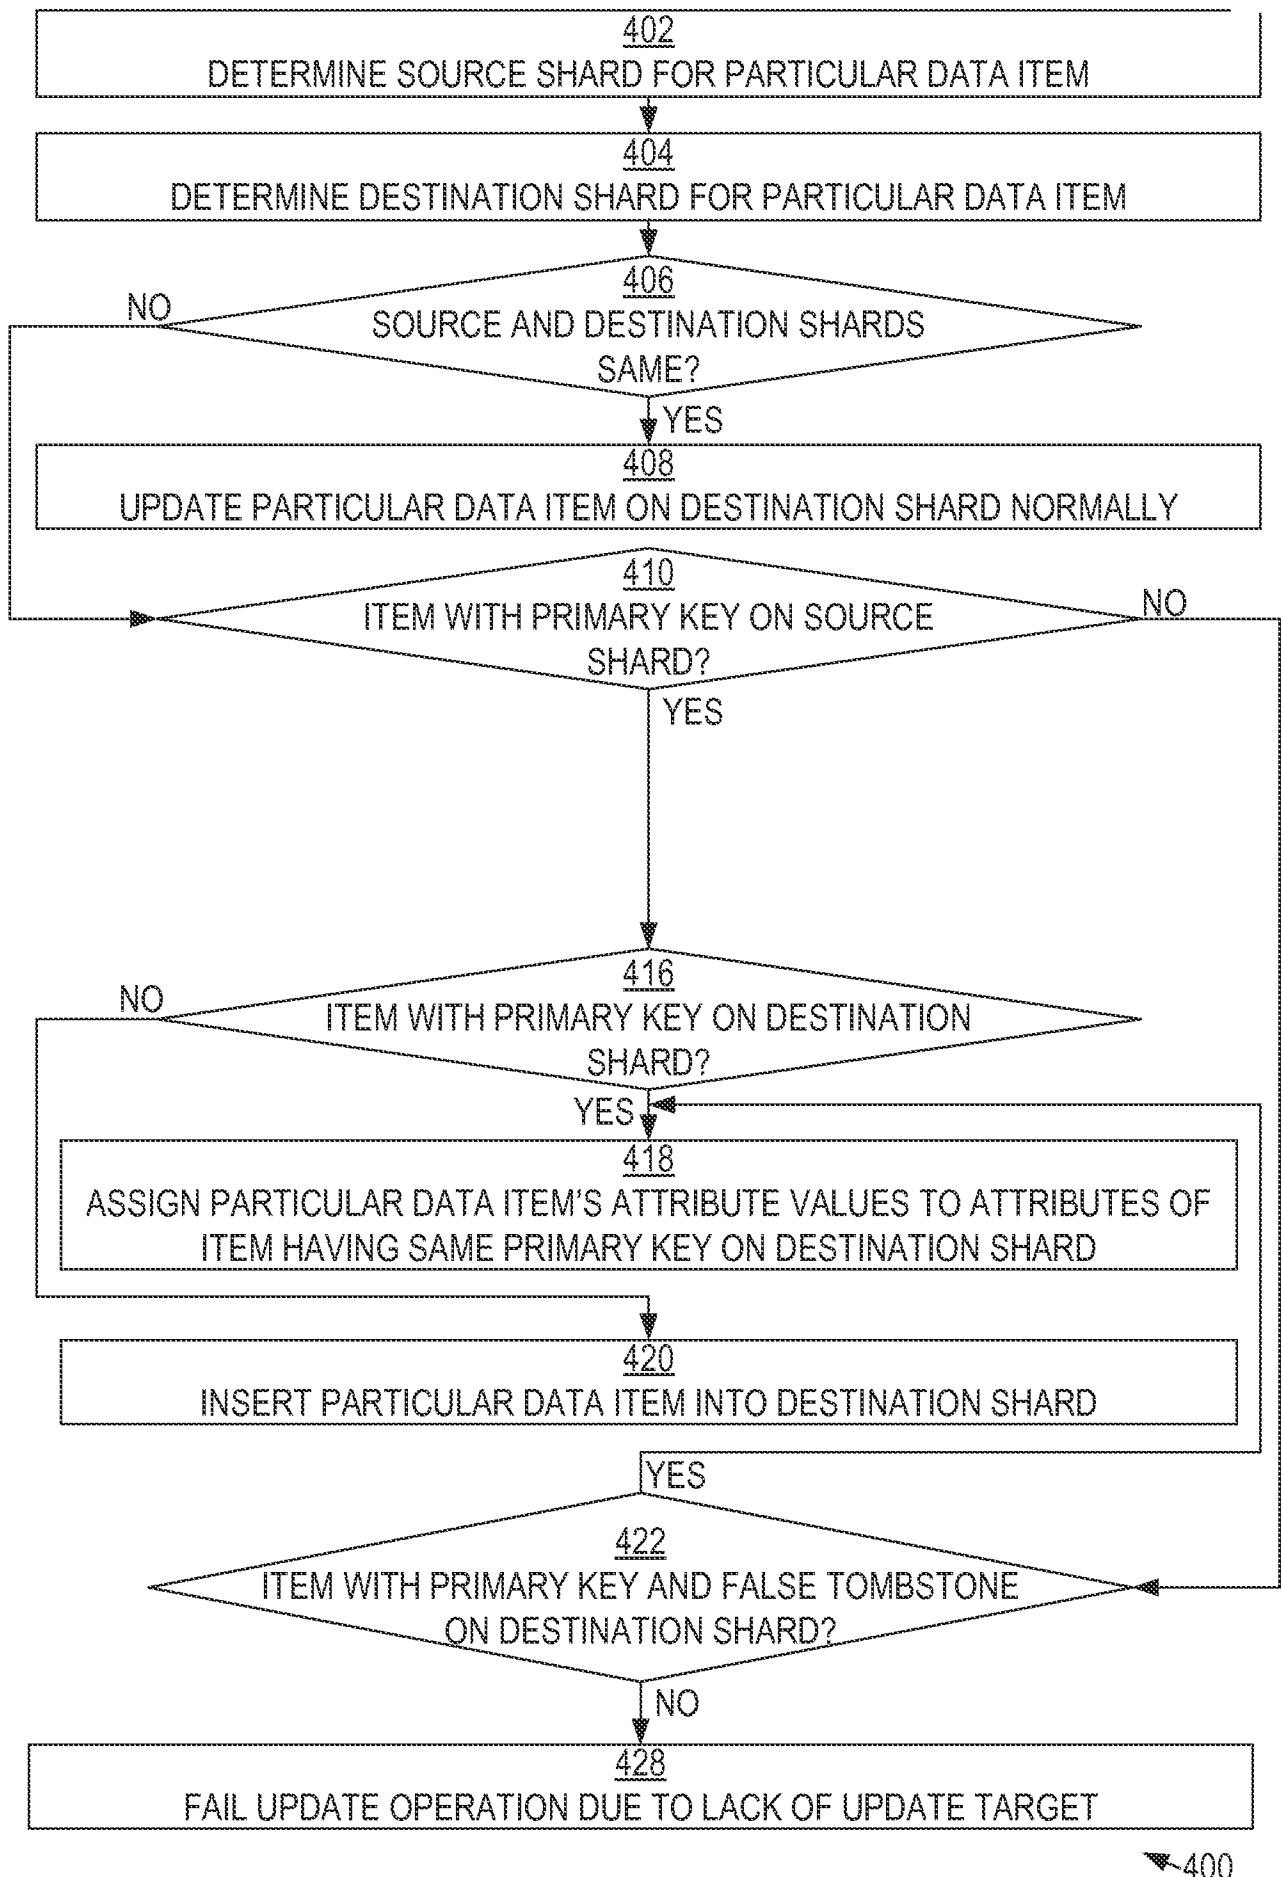 402
DETERMINE SOURCE SHARD FOR PARTICULAR DATA ITEM
404
DETERMINE DESTINATION SHARD FOR PARTICULAR DATA ITEM
406
NO
SOURCE AND DESTINATION SHARDS
SAME?
YES
408
UPDATE PARTICULAR DATA ITEM ON DESTINATION SHARD NORMALLY
410
ITEM WITH PRIMARY KEY ON SOURCE
NO
SHARD?
YES
416
NO
ITEM WITH PRIMARY KEY ON DESTINATION
SHARD?
YES
418
ASSIGN PARTICULAR DATA ITEM'S ATTRIBUTE VALUES TO ATTRIBUTES OF
ITEM HAVING SAME PRIMARY KEY ON DESTINATION SHARD
420
INSERT PARTICULAR DATA ITEM INTO DESTINATION SHARD
YES
422
ITEM WITH PRIMARY KEY AND FALSE TOMBSTONE
ON DESTINATION SHARD?
NO
428
FAIL UPDATE OPERATION DUE TO LACK OF UPDATE TARGET
400